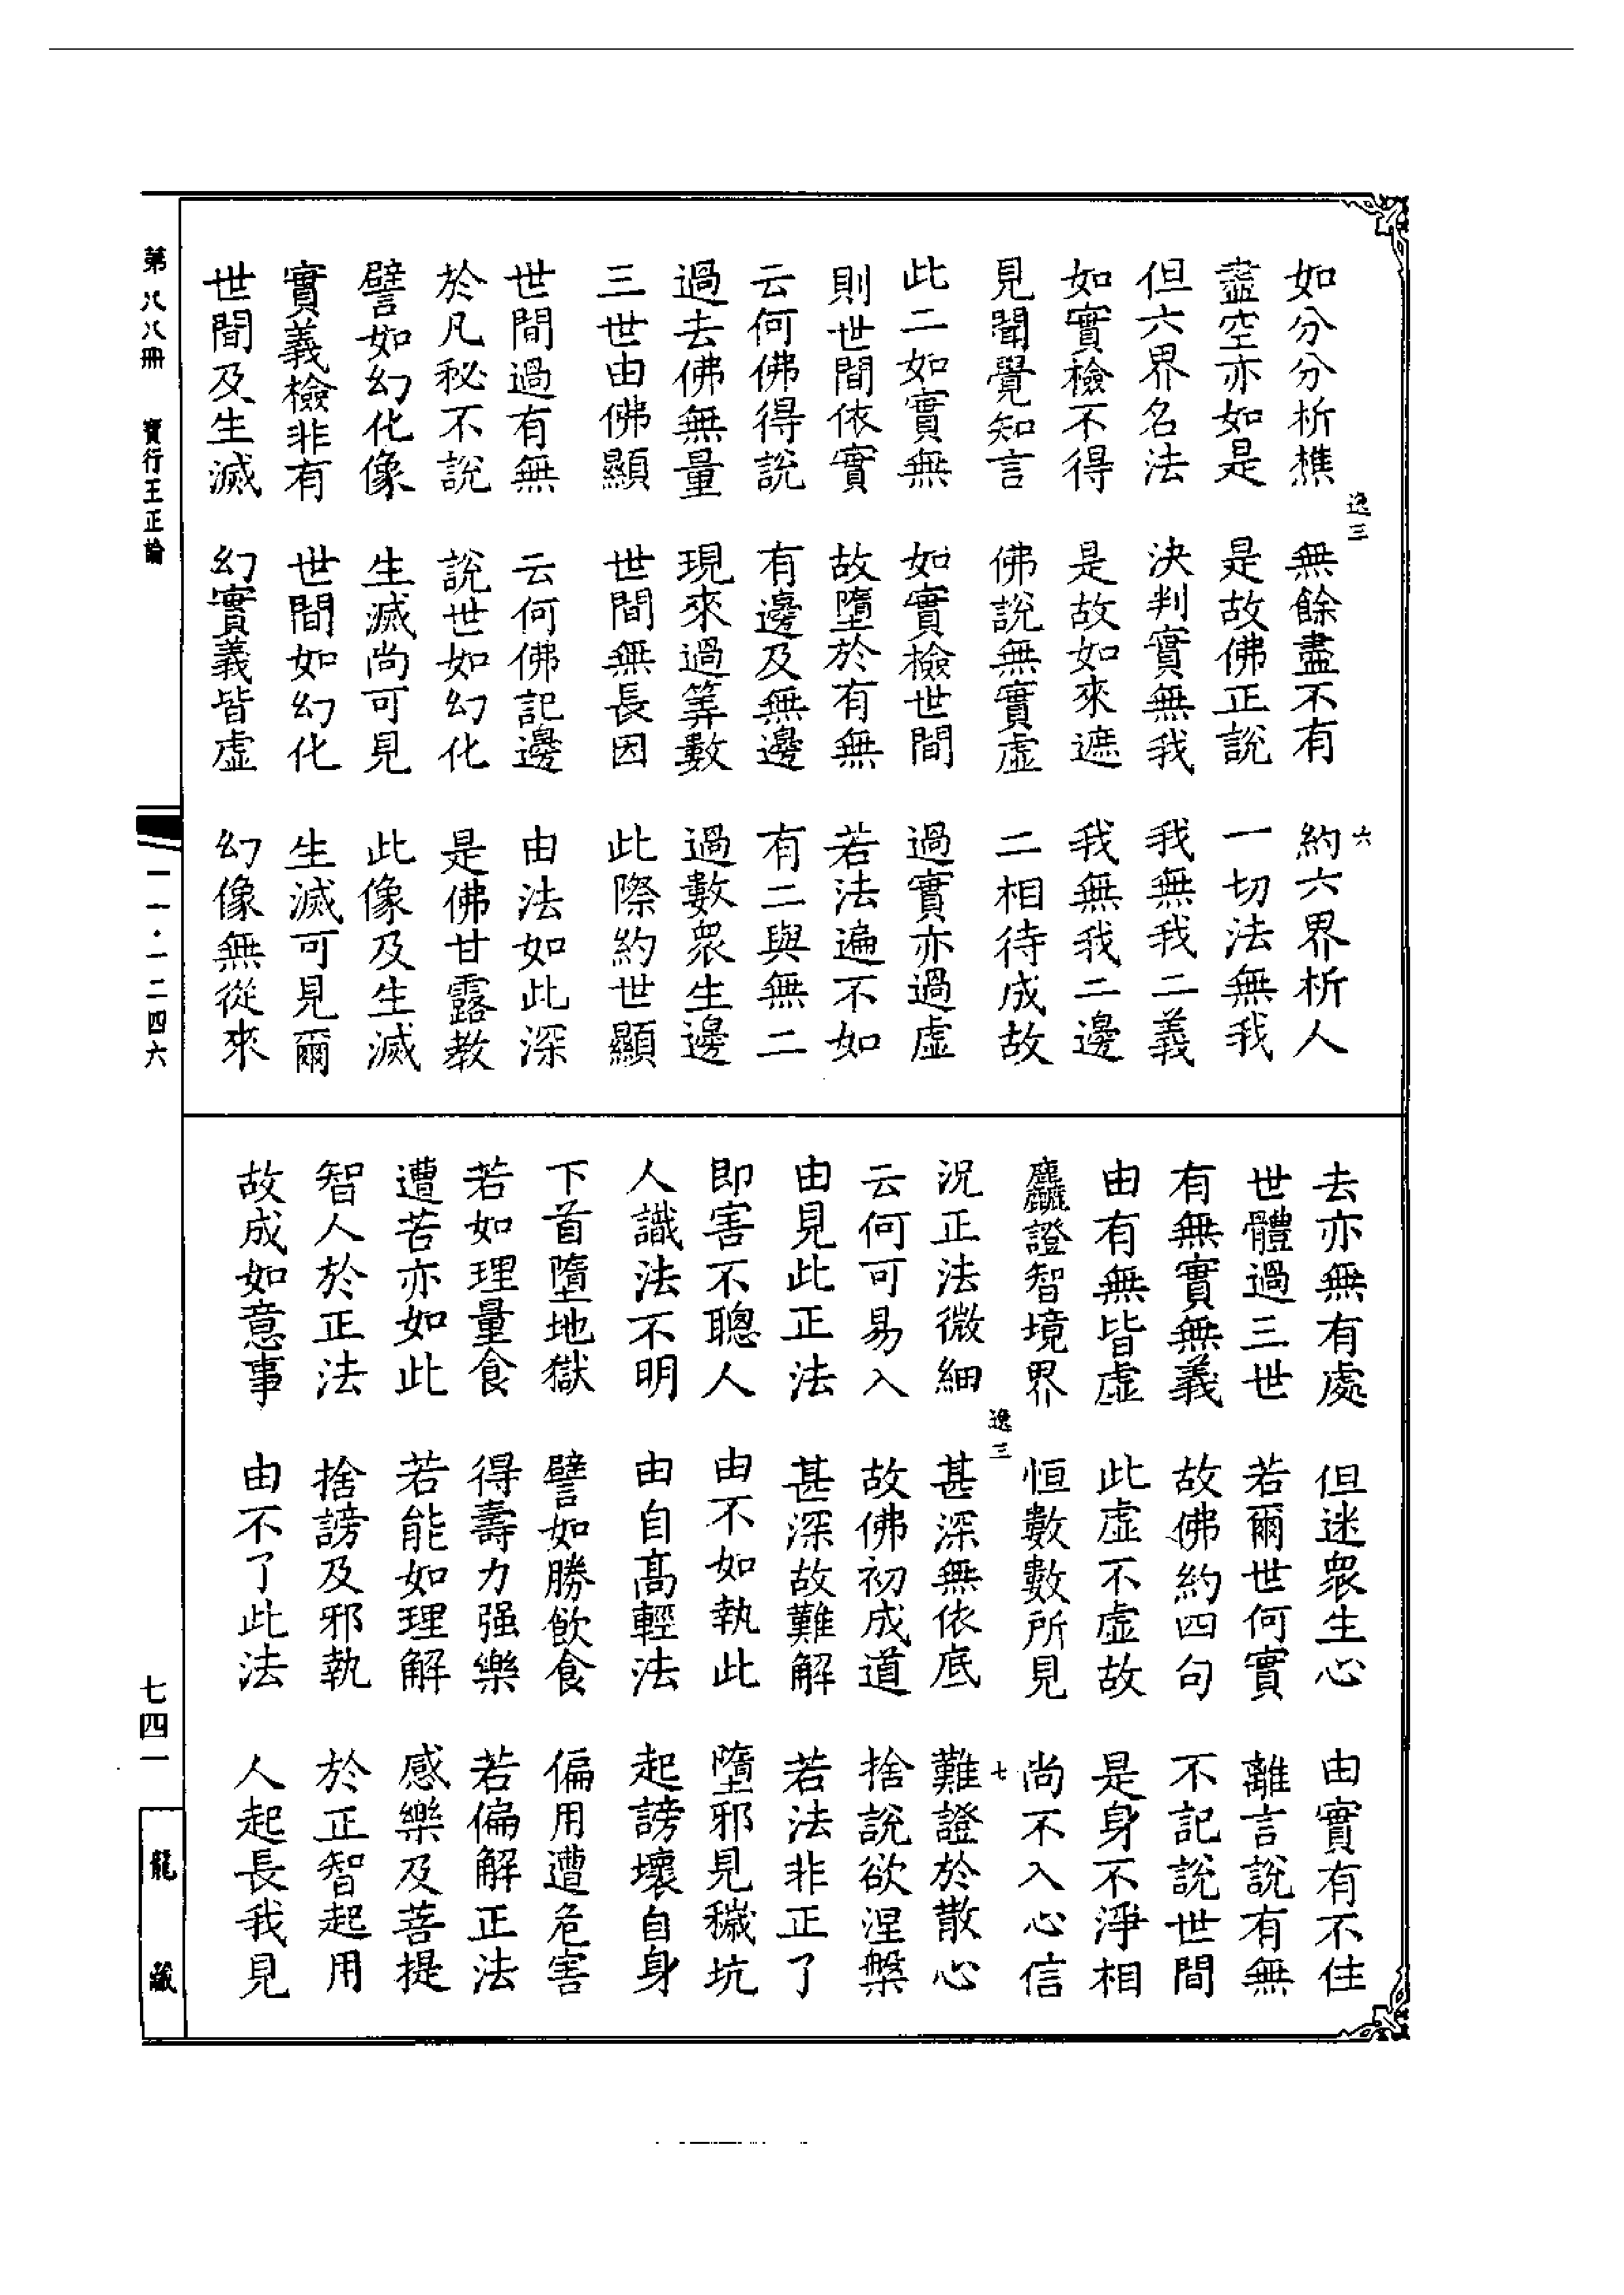 如分分析樵　無餘盡不有　約六界析人
盡空亦如是　是故佛正說　一切法無我
但六界名法　決判實無我　我無我二義
如實檢不得　是故如來遮　我無我二邊
見聞覺知言　佛說無實虛　二相待成故
此二如實無　如實檢世間　過實亦過虛
則世間依實　故墮於有無　若法遍不如
云何佛得說　有邊及無邊　有二與無二
過去佛無量　現來過筭數　過數衆生邊
三世由佛顯　世間無長因　此際約世顯
世間過有無　云何佛記邊　由法如此深
於凡秘不說　說世如幻化　是佛甘露教
譬如幻化像　生滅尚可見　此像及生滅
實義檢非有　世間如幻化　生滅可見爾
世間及生滅　幻實義皆虛　幻像無從來
去亦無有處　但迷衆生心　由實有不住
世體過三世　若爾世何實　離言說有無
有無實無義　故佛約四句　不記說世間
由有無皆虛　此虛不虛故　是身不淨相
麤證智境界　恒數數所見　尚不入心信
況正法微細　甚深無依底　難證於散心
云何可易入　故佛初成道　捨說欲涅槃
由見此正法　甚深故難解　若法非正了
即害不聰人　由不如執此　墮邪見穢坑
人識法不明　由自髙輕法　起謗壞自身
下首墮地獄　譬如勝飲食　偏用遭危害
若如理量食　得壽力强樂　若偏解正法
遭苦亦如此　若能如理解　感樂及菩提
智人於正法　捨謗及邪執　於正智起用
故成如意事　由不了此法　人起長我見
逸三
六
逸三
七
第八八冊　寶行王正論
一一·一二四六
七四一
龍藏